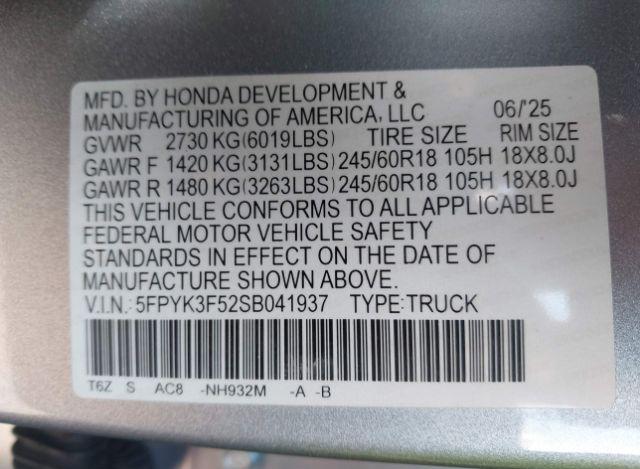 MFD. BY HONDA DEVELOPMENT &
MANUFACTURING OF AMERICA, LLC 06/'25
GVWR 2730 KG(6019LBS) TIRE SIZE RIM SIZE
GAWR F 1420 KG(3131LBS) 245/60R18 105H 18X8.0J
GAWR R 1480 KG(3263LBS) 245/60R18 105H 18X8.0J
THIS VEHICLE CONFORMS TO ALL APPLICABLE
FEDERAL MOTOR VEHICLE SAFETY
STANDARDS IN EFFECT ON THE DATE OF
MANUFACTURE SHOWN ABOVE.
V.I.N.: 5FPYK3F52SB041937 TYPE:TRUCK
T6Z S AC8 -NH932M -A -B